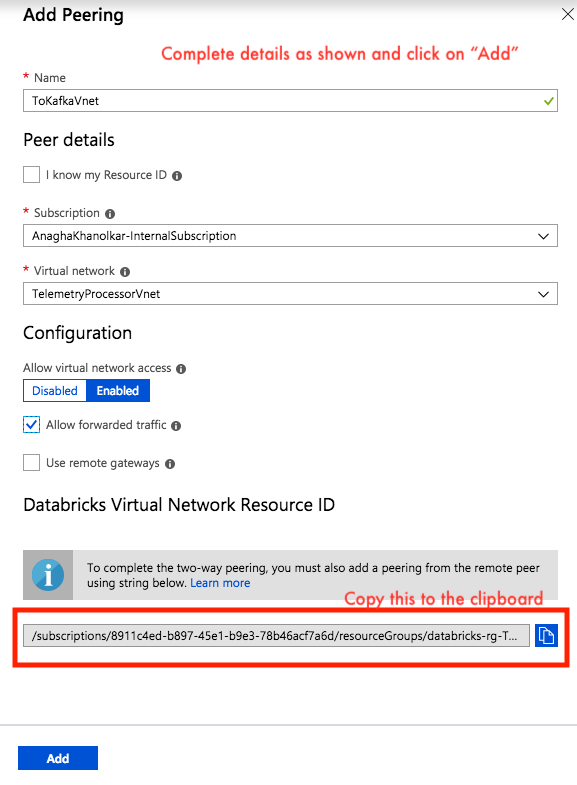 Add Peering
Complete details as shown and click on “Add”
* Name
ToKafkaVnet
Peer details
I know my Resource ID
* Subscription
AnaghaKhanolkar-InternalSubscription
* Virtual network
TelemetryProcessorVnet
Configuration
Allow virtual network access
Disabled Enabled
Allow forwarded traffic
Use remote gateways
Databricks Virtual Network Resource ID
To complete the two-way peering, you must also add a peering from the remote peer
using string below. Learn more
Copy this to the clipboard
/subscriptions/8911c4ed-b897-45e1-b9e3-78b46acf7a6d/resourceGroups/databricks-rg-T...
Add